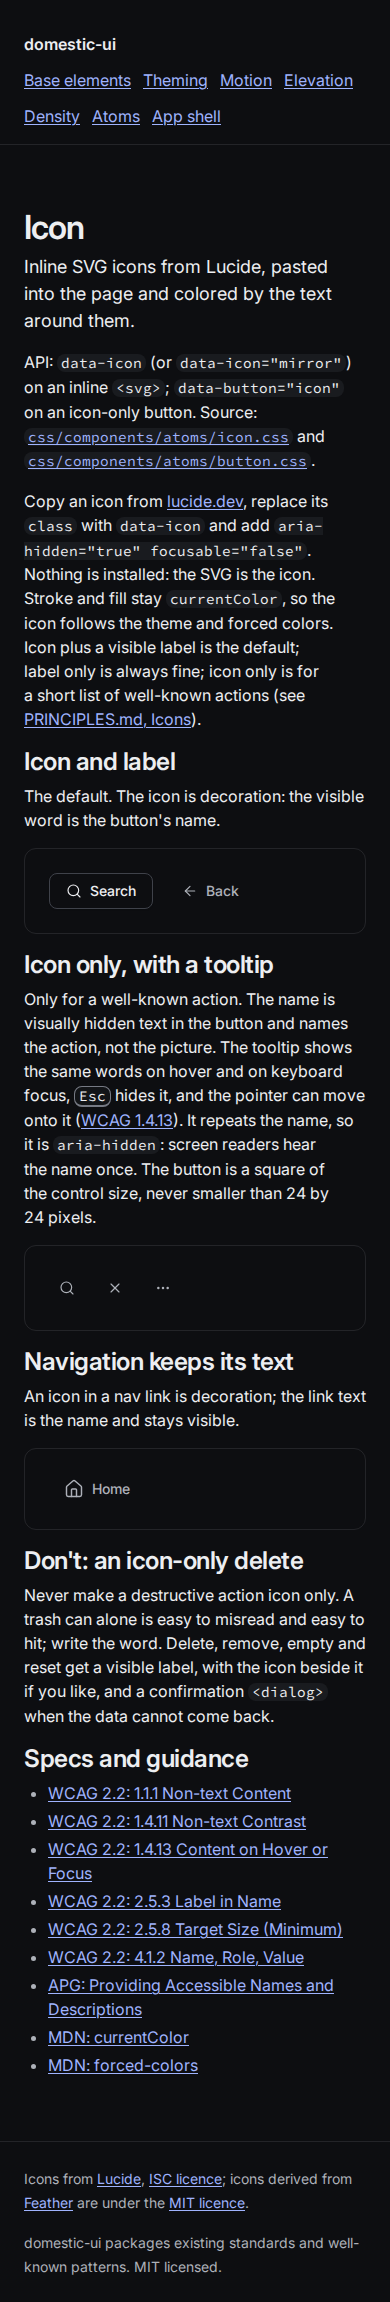 domestic-ui
Base elements Theming Motion Elevation
Density Atoms App shell
Icon
Inline SVG icons from Lucide, pasted
into the page and colored by the text
around them.
API: data-icon (or data-icon="mirror")
on an inline <svg>; data-button="icon"
on an icon-only button. Source:
css/components/atoms/icon.css and
css/components/atoms/button.css.
Copy an icon from lucide.dev, replace its
class with data-icon and add aria-
hidden="true" focusable="false".
Nothing is installed: the SVG is the icon.
Stroke and fill stay currentColor, so the
icon follows the theme and forced colors.
Icon plus a visible label is the default;
label only is always fine; icon only is for
a short list of well-known actions (see
PRINCIPLES.md, Icons).
Icon and label
The default. The icon is decoration: the visible
word is the button's name.
Search Back
Icon only, with a tooltip
Only for a well-known action. The name is
visually hidden text in the button and names
the action, not the picture. The tooltip shows
the same words on hover and on keyboard
focus, Esc hides it, and the pointer can move
onto it (WCAG 1.4.13). It repeats the name, so
it is aria-hidden: screen readers hear
the name once. The button is a square of
the control size, never smaller than 24 by
24 pixels.
Navigation keeps its text
An icon in a nav link is decoration; the link text
is the name and stays visible.
Home
Don't: an icon-only delete
Never make a destructive action icon only. A
trash can alone is easy to misread and easy to
hit; write the word. Delete, remove, empty and
reset get a visible label, with the icon beside it
if you like, and a confirmation <dialog>
when the data cannot come back.
Specs and guidance
WCAG 2.2: 1.1.1 Non-text Content
WCAG 2.2: 1.4.11 Non-text Contrast
WCAG 2.2: 1.4.13 Content on Hover or
Focus
WCAG 2.2: 2.5.3 Label in Name
WCAG 2.2: 2.5.8 Target Size (Minimum)
WCAG 2.2: 4.1.2 Name, Role, Value
APG: Providing Accessible Names and
Descriptions
MDN: currentColor
MDN: forced-colors
Icons from Lucide, ISC licence; icons derived from
Feather are under the MIT licence.
domestic-ui packages existing standards and well-
known patterns. MIT licensed.